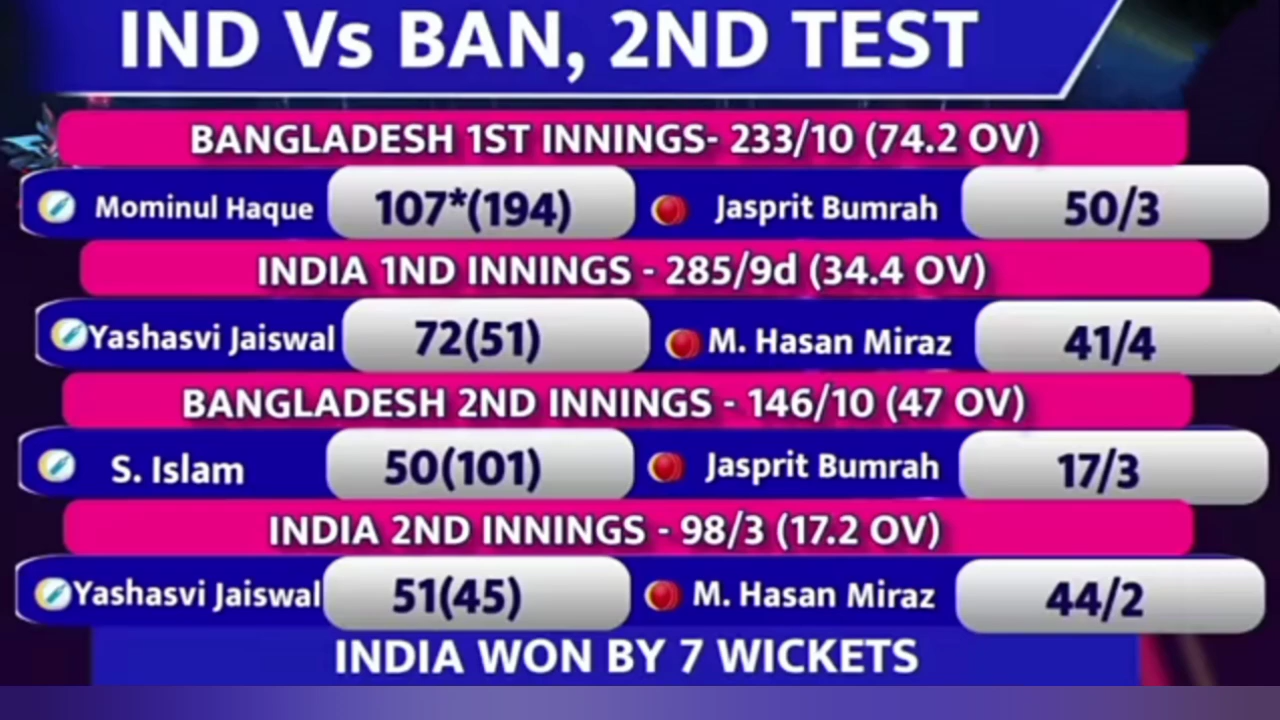 IND Vs BAN, 2ND TEST
BANGLADESH 1ST INNINGS- 233/10 (74.2 OV)
Mominul Haque 107*(194) Jasprit Bumrah 50/3
INDIA 1ND INNINGS - 285/9d (34.4 OV)
Yashasvi Jaiswal 72(51) M. Hasan Miraz 41/4
BANGLADESH 2ND INNINGS - 146/10 (47 OV)
S. Islam 50(101) Jasprit Bumrah 17/3
INDIA 2ND INNINGS - 98/3 (17.2 OV)
Yashasvi Jaiswal 51(45) M. Hasan Miraz 44/2
INDIA WON BY 7 WICKETS